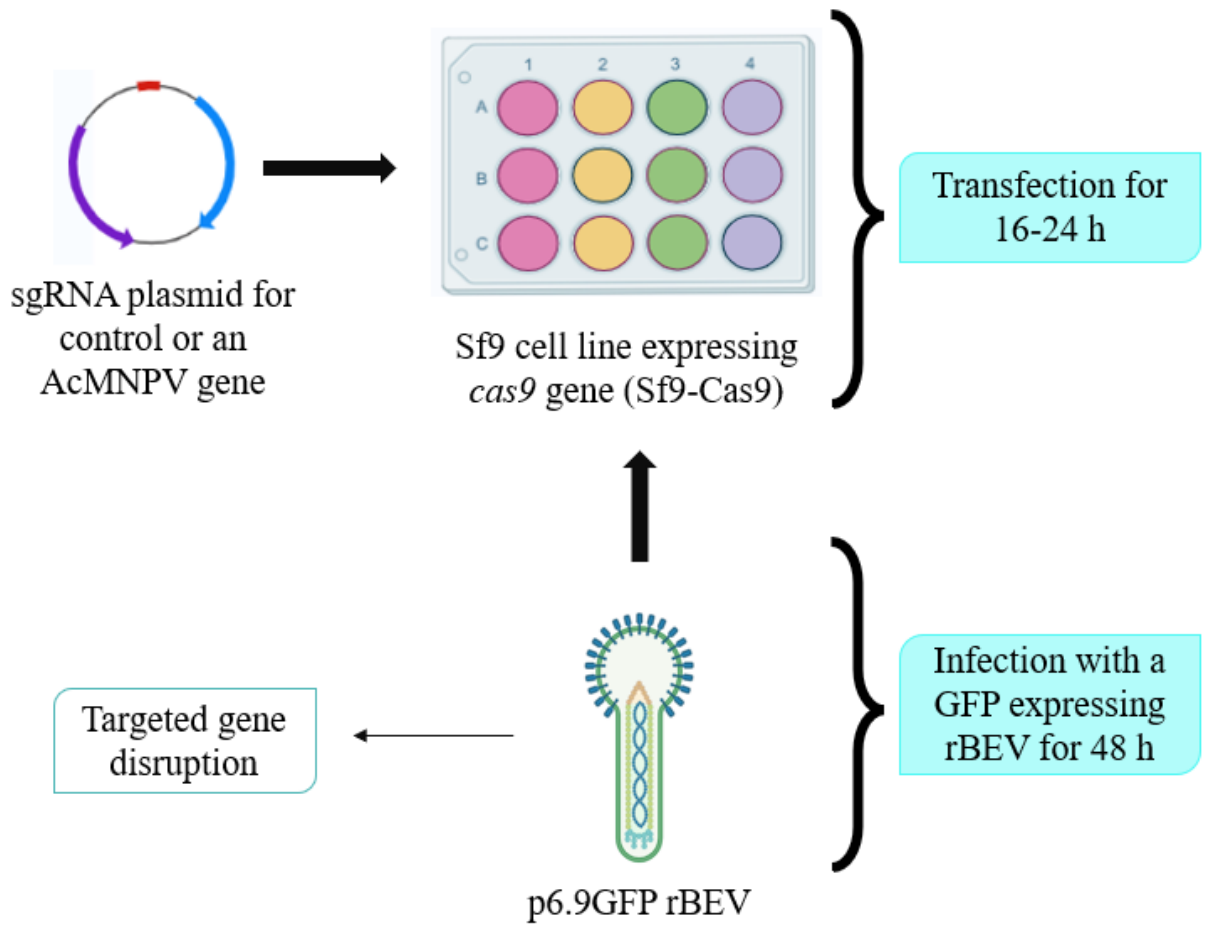 1 2 3 4
A
B
C
sgRNA plasmid for
control or an
AcMNPV gene
Sf9 cell line expressing
cas9 gene (Sf9-Cas9)
Transfection for
16-24 h
Targeted gene
disruption
p6.9GFP rBEV
Infection with a
GFP expressing
rBEV for 48 h